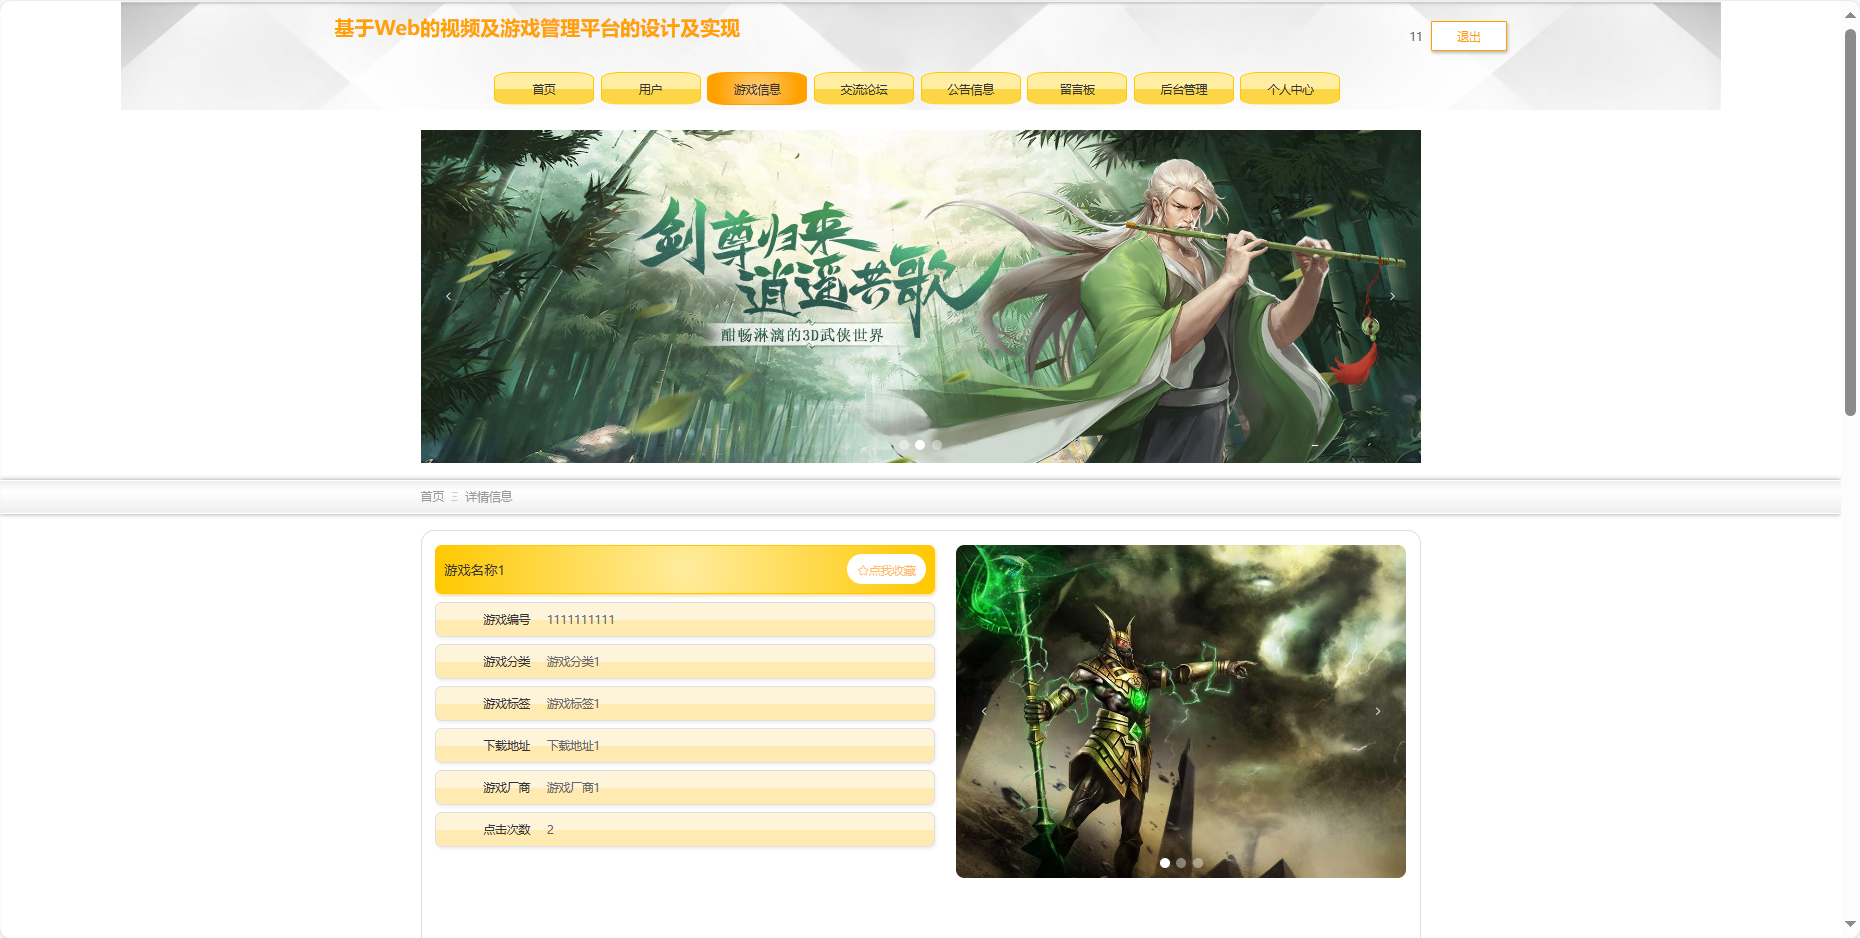 基于Web的视频及游戏管理平台的设计及实现
11 退出
首页 用户 游戏信息 交流论坛 公告信息 留言板 后台管理 个人中心
剑尊归来
逍遥共歌
酣畅淋漓的3D武侠世界
首页 Ξ 详情信息
游戏名称1 ☆点我收藏
游戏编号 1111111111
游戏分类 游戏分类1
游戏标签 游戏标签1
下载地址 下载地址1
游戏厂商 游戏厂商1
点击次数 2